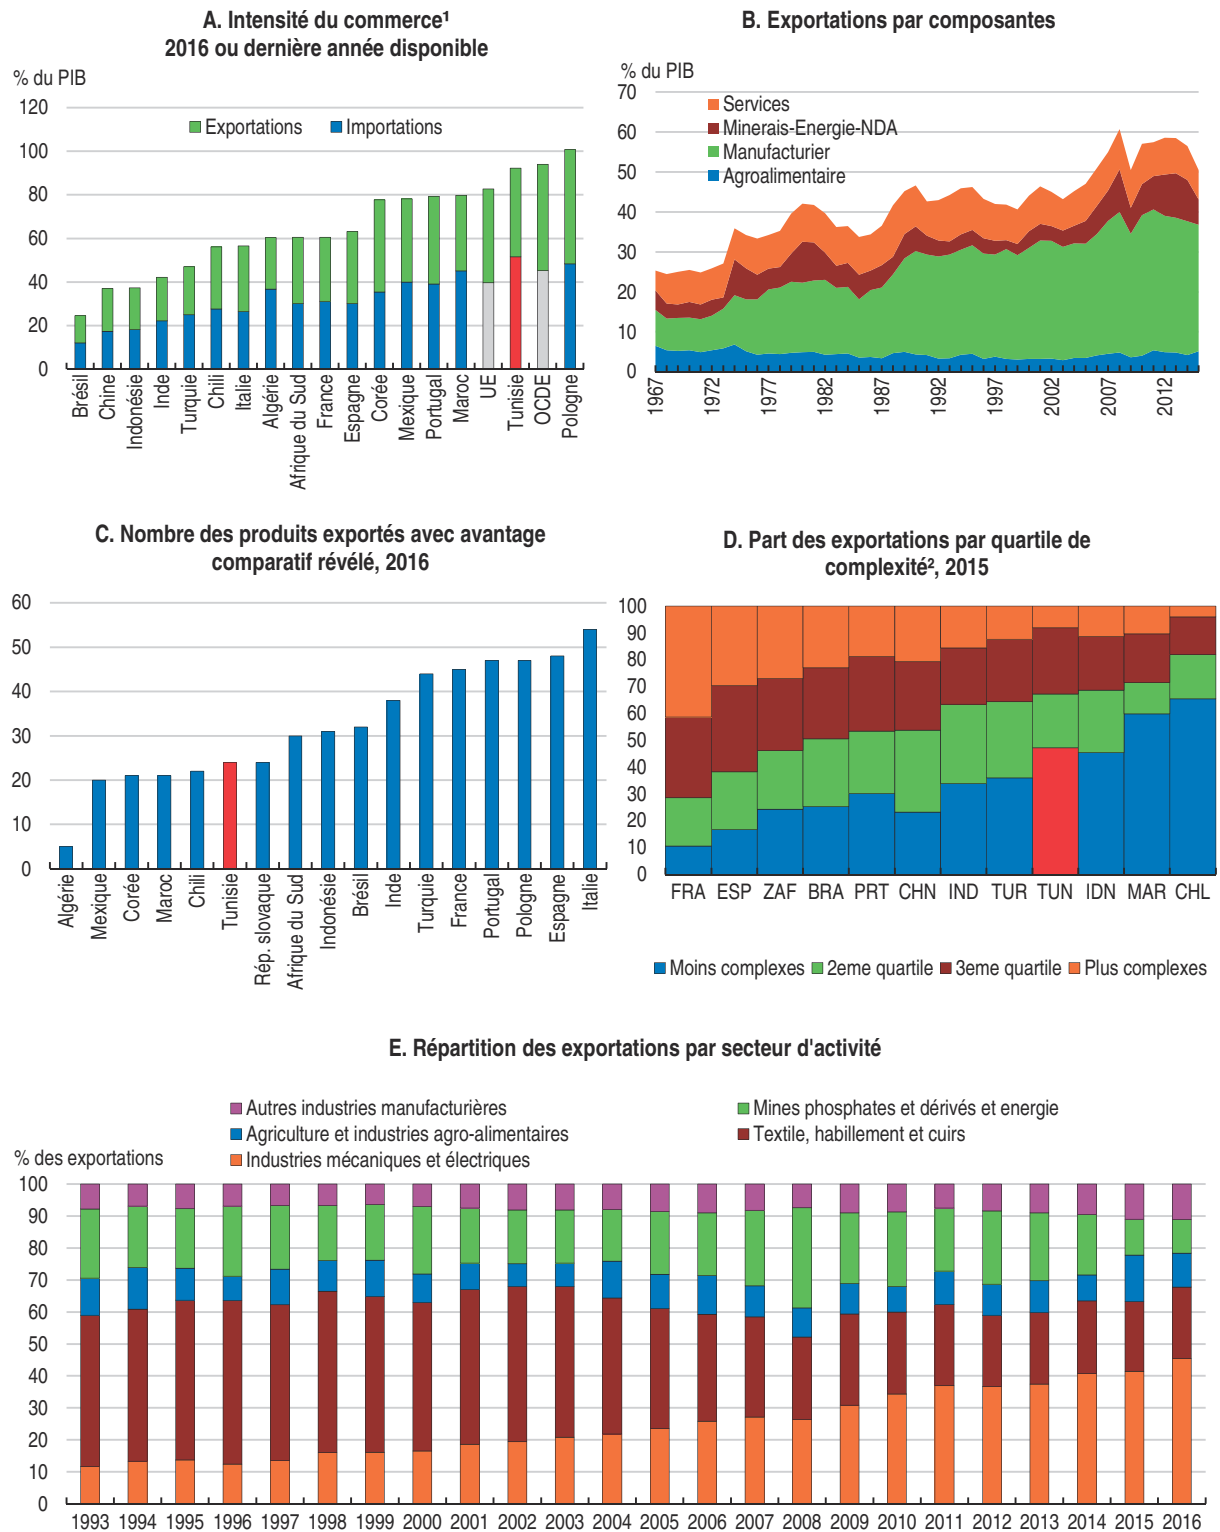 A. Intensité du commerce¹
2016 ou dernière année disponible
% du PIB
120
100
80
60
40
20
0
Exportations
Importations
Brésil
Chine
Indonésie
Inde
Turquie
Chili
Italie
Algérie
Afrique du Sud
France
Espagne
Corée
Mexique
Portugal
Maroc
UE
Tunisie
OCDE
Pologne
B. Exportations par composantes
% du PIB
70
60
50
40
30
20
10
0
Services
Minerais-Energie-NDA
Manufacturier
Agroalimentaire
1967
1972
1977
1982
1987
1992
1997
2002
2007
2012
C. Nombre des produits exportés avec avantage
comparatif révélé, 2016
60
50
40
30
20
10
0
Algérie
Mexique
Corée
Maroc
Chili
Tunisie
Rép. slovaque
Afrique du Sud
Indonésie
Brésil
Inde
Turquie
France
Portugal
Pologne
Espagne
Italie
D. Part des exportations par quartile de
complexité², 2015
100
90
80
70
60
50
40
30
20
10
0
FRA ESP ZAF BRA PRT CHN IND TUR TUN IDN MAR CHL
Moins complexes 2eme quartile 3eme quartile Plus complexes
E. Répartition des exportations par secteur d'activité
Autres industries manufacturières
Mines phosphates et dérivés et energie
Agriculture et industries agro-alimentaires
Textile, habillement et cuirs
Industries mécaniques et électriques
% des exportations
100
90
80
70
60
50
40
30
20
10
0
1993 1994 1995 1996 1997 1998 1999 2000 2001 2002 2003 2004 2005 2006 2007 2008 2009 2010 2011 2012 2013 2014 2015 2016